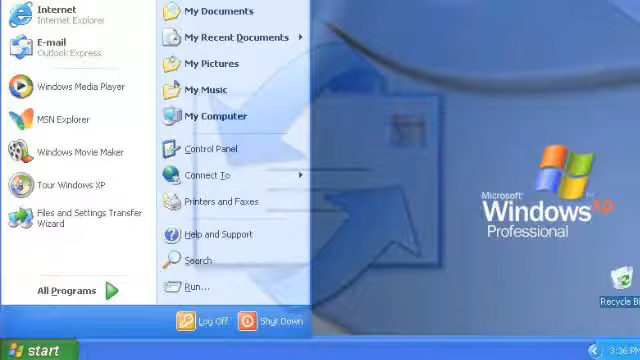 Internet
Internet Explorer
E-mail
Outlook Express
Windows Media Player
MSN Explorer
Windows Movie Maker
Tour Windows XP
Files and Settings Transfer
Wizard
All Programs
My Documents
My Recent Documents
My Pictures
My Music
My Computer
Control Panel
Connect To
Printers and Faxes
Help and Support
Search
Run...
Log Off
Shut Down
start
Microsoft
Windows xp
Professional
Recycle Bi
3:36 PM